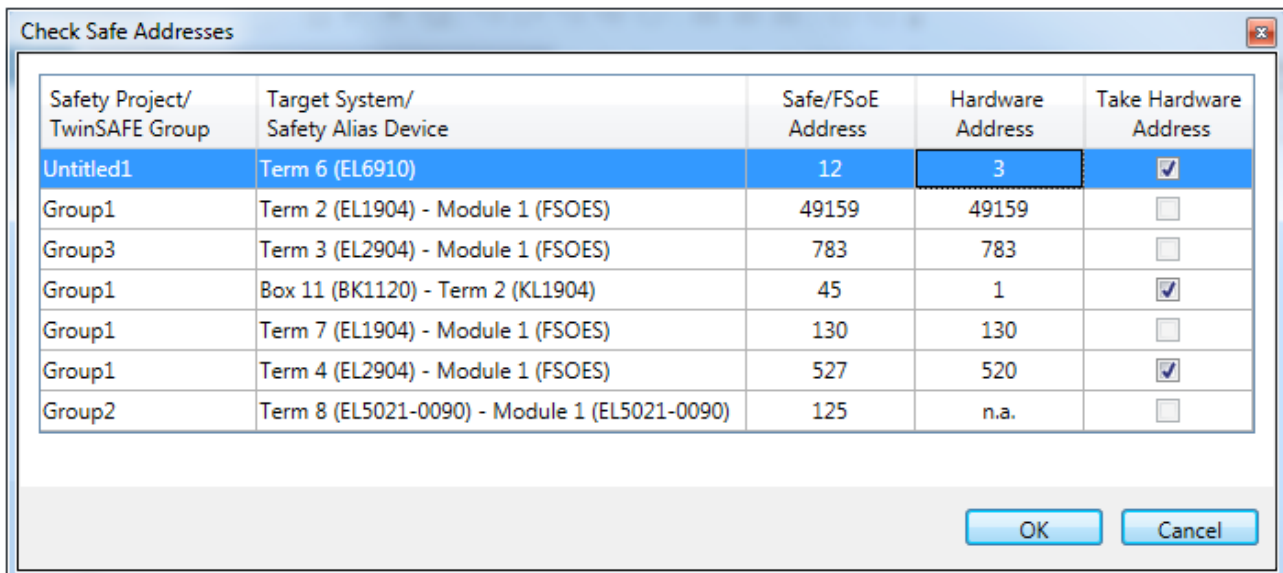 Check Safe Addresses
Safety Project/ Target System/ Safe/FSoE Hardware Take Hardware
TwinSAFE Group Safety Alias Device Address Address Address
Untitled1 Term 6 (EL6910) 12 3
Group1 Term 2 (EL1904) - Module 1 (FSOES) 49159 49159
Group3 Term 3 (EL2904) - Module 1 (FSOES) 783 783
Group1 Box 11 (BK1120) - Term 2 (KL1904) 45 1
Group1 Term 7 (EL1904) - Module 1 (FSOES) 130 130
Group1 Term 4 (EL2904) - Module 1 (FSOES) 527 520
Group2 Term 8 (EL5021-0090) - Module 1 (EL5021-0090) 125 n.a.
OK Cancel